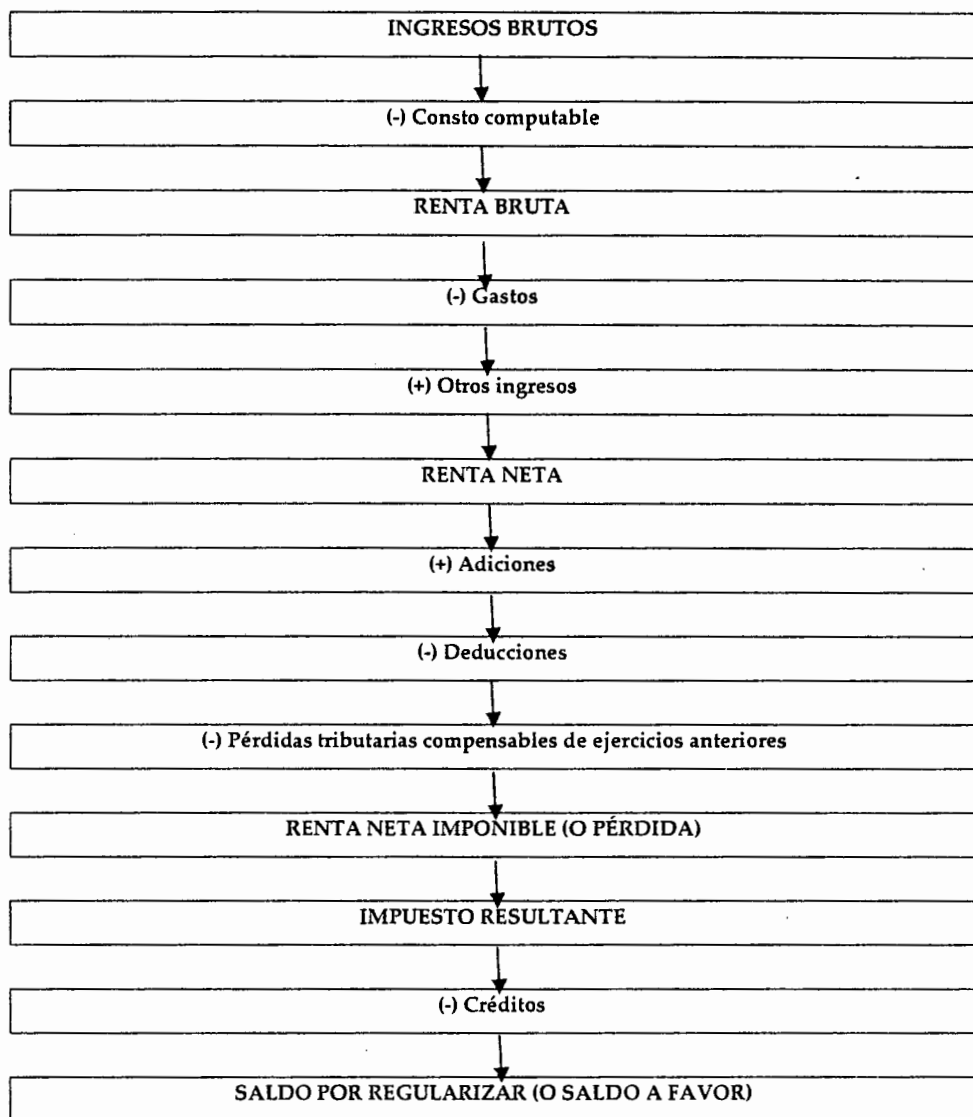 INGRESOS BRUTOS
(-) Consto computable
RENTA BRUTA
(-) Gastos
(+) Otros ingresos
RENTA NETA
(+) Adiciones
(-) Deducciones
(-) Pérdidas tributarias compensables de ejercicios anteriores
RENTA NETA IMPONIBLE (O PÉRDIDA)
IMPUESTO RESULTANTE
(-) Créditos
SALDO POR REGULARIZAR (O SALDO A FAVOR)